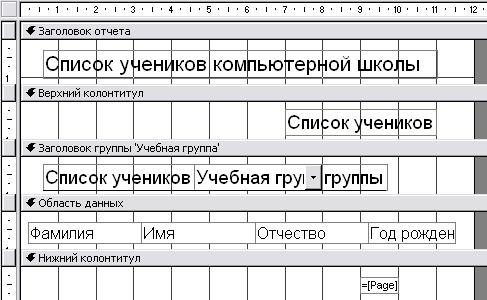 1 2 3 4 5 6 7 8 9 10 11 12
Заголовок отчета
1
Список учеников компьютерной школы
Верхний колонтитул
Список учеников
Заголовок группы 'Учебная группа'
Список учеников Учебная гру группы
Область данных
Фамилия Имя Отчество Год рожден
Нижний колонтитул
=[Page]